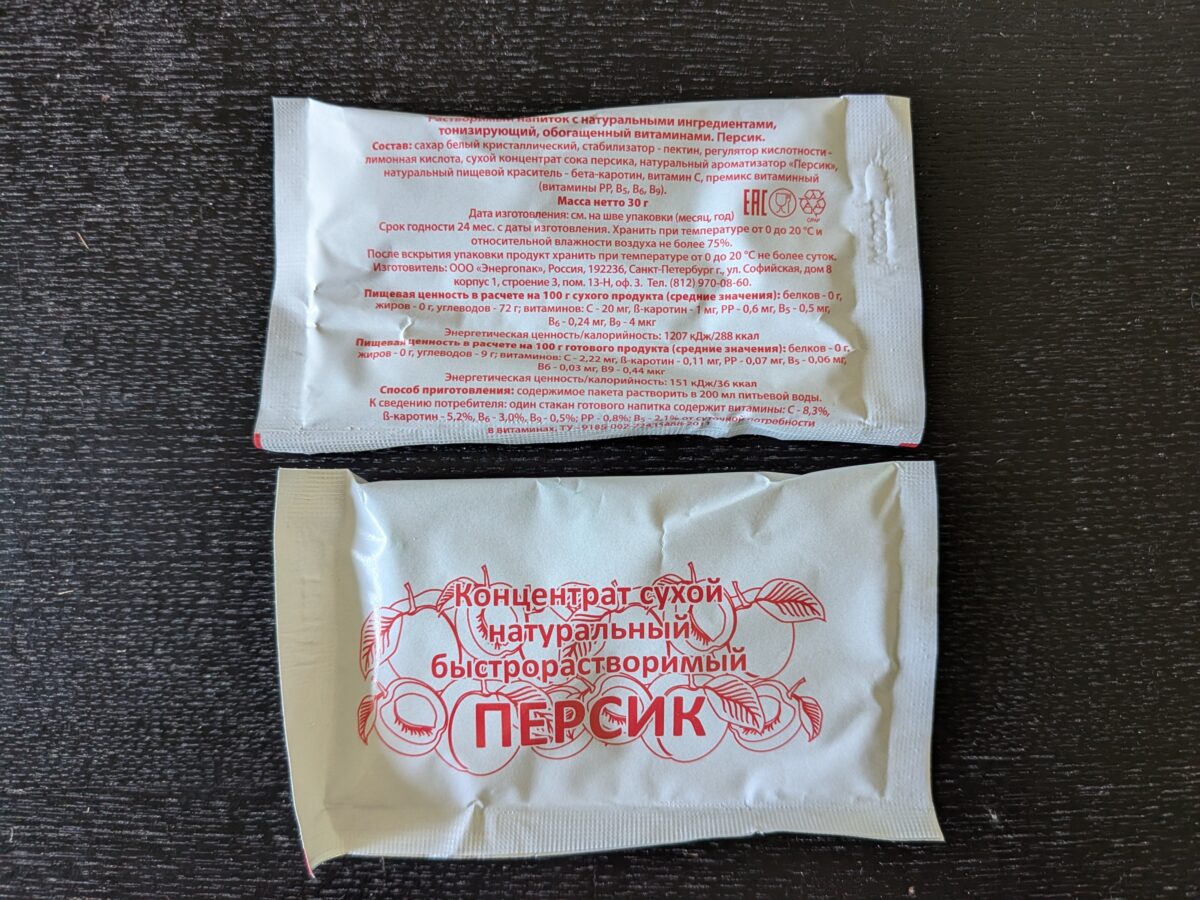 Растворимый напиток с натуральными ингредиентами,
тонизирующий, обогащенный витаминами. Персик.
Состав: сахар белый кристаллический, стабилизатор - пектин, регулятор кислотности -
лимонная кислота, сухой концентрат сока персика, натуральный ароматизатор «Персик»,
натуральный пищевой краситель - бета-каротин, витамин С, премикс витаминный
(витамины РР, В5, В6, В9).
Масса нетто 30 г
Дата изготовления: см. на шве упаковки (месяц, год)
ЕАС
C/PAP
Срок годности 24 мес. с даты изготовления. Хранить при температуре от 0 до 20 °С и
относительной влажности воздуха не более 75%.
После вскрытия упаковки продукт хранить при температуре от 0 до 20 °С не более суток.
Изготовитель: ООО «Энергопак», Россия, 192236, Санкт-Петербург г., ул. Софийская, дом 8
корпус 1, строение 3, пом. 13-Н, оф. 3. Тел. (812) 970-08-60.
Пищевая ценность в расчете на 100 г сухого продукта (средние значения): белков - 0 г,
жиров - 0 г, углеводов - 72 г; витаминов: С - 20 мг, ß-каротин - 1 мг, РР - 0,6 мг, В5 - 0,5 мг,
В6 - 0,24 мг, В9 - 4 мкг
Энергетическая ценность/калорийность: 1207 кДж/288 ккал
Пищевая ценность в расчете на 100 г готового продукта (средние значения): белков - 0 г,
жиров - 0 г, углеводов - 9 г; витаминов: С - 2,22 мг, ß-каротин - 0,11 мг, РР - 0,07 мг, В5 - 0,06 мг,
В6 - 0,03 мг, В9 - 0,44 мкг
Энергетическая ценность/калорийность: 151 кДж/36 ккал
Способ приготовления: содержимое пакета растворить в 200 мл питьевой воды.
К сведению потребителя: один стакан готового напитка содержит витамины: С - 8,3%,
ß-каротин - 5,2%, В6 - 3,0%, В9 - 0,5%; РР - 0,8%; В5 - 2,1% от суточной потребности
в витаминах. ТУ - 9185-002-
Концентрат сухой
натуральный
быстрорастворимый
ПЕРСИК